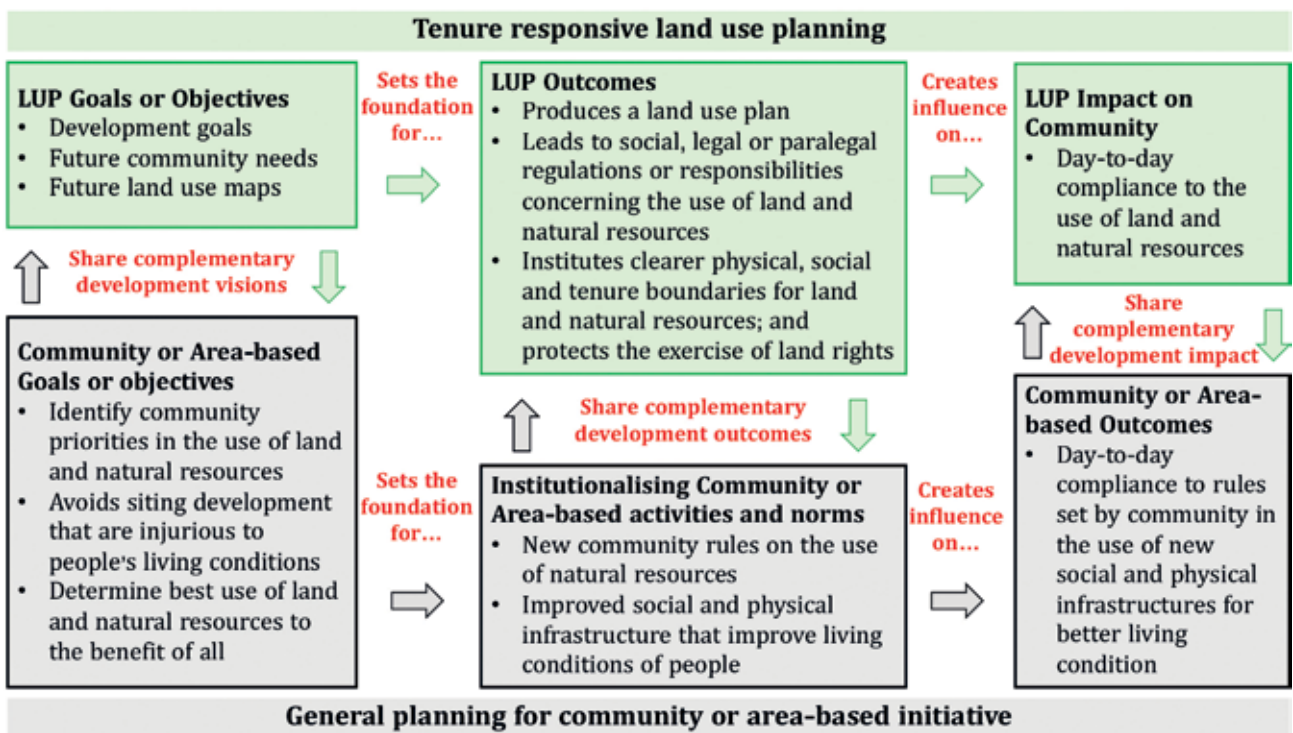 Tenure responsive land use planning
LUP Goals or Objectives
• Development goals
• Future community needs
• Future land use maps
Sets the
foundation
for…
LUP Outcomes
• Produces a land use plan
• Leads to social, legal or paralegal
regulations or responsibilities
concerning the use of land and
natural resources
• Institutes clearer physical, social
and tenure boundaries for land
and natural resources; and
protects the exercise of land rights
Creates
influence
on…
LUP Impact on
Community
• Day-to-day
compliance to the
use of land and
natural resources
Share complementary
development visions
Share complementary
development outcomes
Share
complementary
development impact
Community or Area-based
Goals or objectives
• Identify community
priorities in the use of land
and natural resources
• Avoids siting development
that are injurious to
people's living conditions
• Determine best use of land
and natural resources to
the benefit of all
Sets the
foundation
for…
Institutionalising Community or
Area-based activities and norms
• New community rules on the use
of natural resources
• Improved social and physical
infrastructure that improve living
conditions of people
Creates
influence
on…
Community or Area-
based Outcomes
• Day-to-day
compliance to rules
set by community in
the use of new
social and physical
infrastructures for
better living
condition
General planning for community or area-based initiative